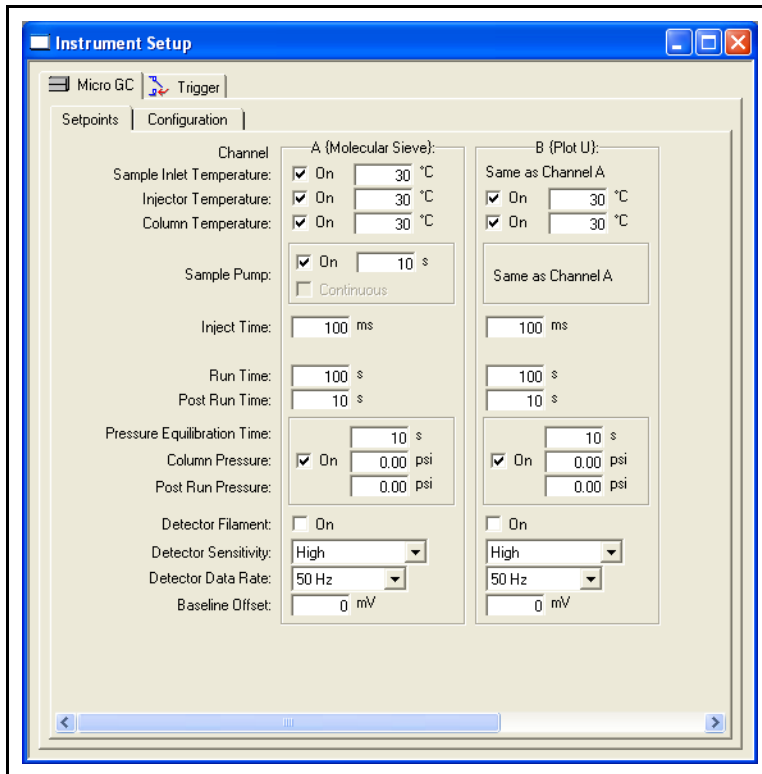 Instrument Setup
Micro GC Trigger
Setpoints Configuration
Channel A {Molecular Sieve}: B {Plot U}:
Sample Inlet Temperature: On 30 °C Same as Channel A
Injector Temperature: On 30 °C On 30 °C
Column Temperature: On 30 °C On 30 °C
Sample Pump: On 10 s Same as Channel A
Continuous
Inject Time: 100 ms 100 ms
Run Time: 100 s 100 s
Post Run Time: 10 s 10 s
Pressure Equilibration Time: 10 s 10 s
Column Pressure: On 0.00 psi On 0.00 psi
Post Run Pressure: 0.00 psi 0.00 psi
Detector Filament: On On
Detector Sensitivity: High High
Detector Data Rate: 50 Hz 50 Hz
Baseline Offset: 0 mV 0 mV